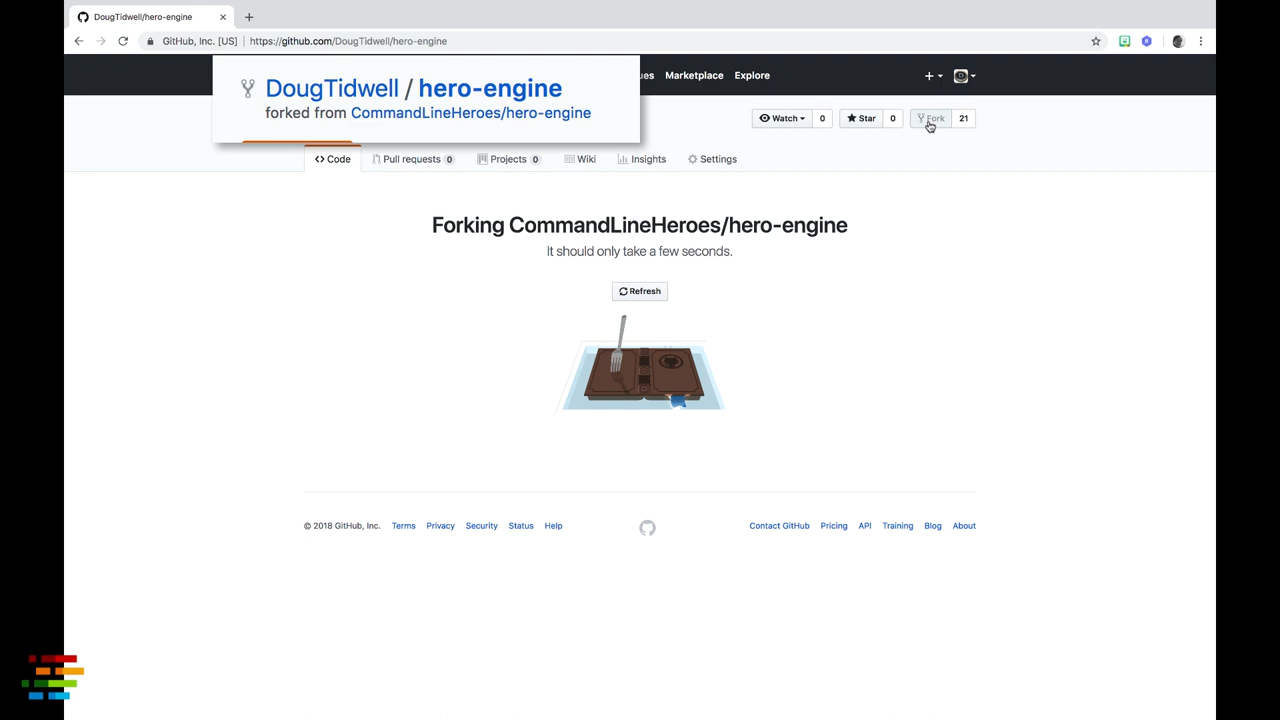 DougTidwell/hero-engine
GitHub, Inc. [US] https://github.com/DougTidwell/hero-engine
DougTidwell / hero-engine
forked from CommandLineHeroes/hero-engine
ues Marketplace Explore
Watch 0 Star 0 Fork 21
Code Pull requests 0 Projects 0 Wiki Insights Settings
Forking CommandLineHeroes/hero-engine
It should only take a few seconds.
Refresh
© 2018 GitHub, Inc. Terms Privacy Security Status Help Contact GitHub Pricing API Training Blog About